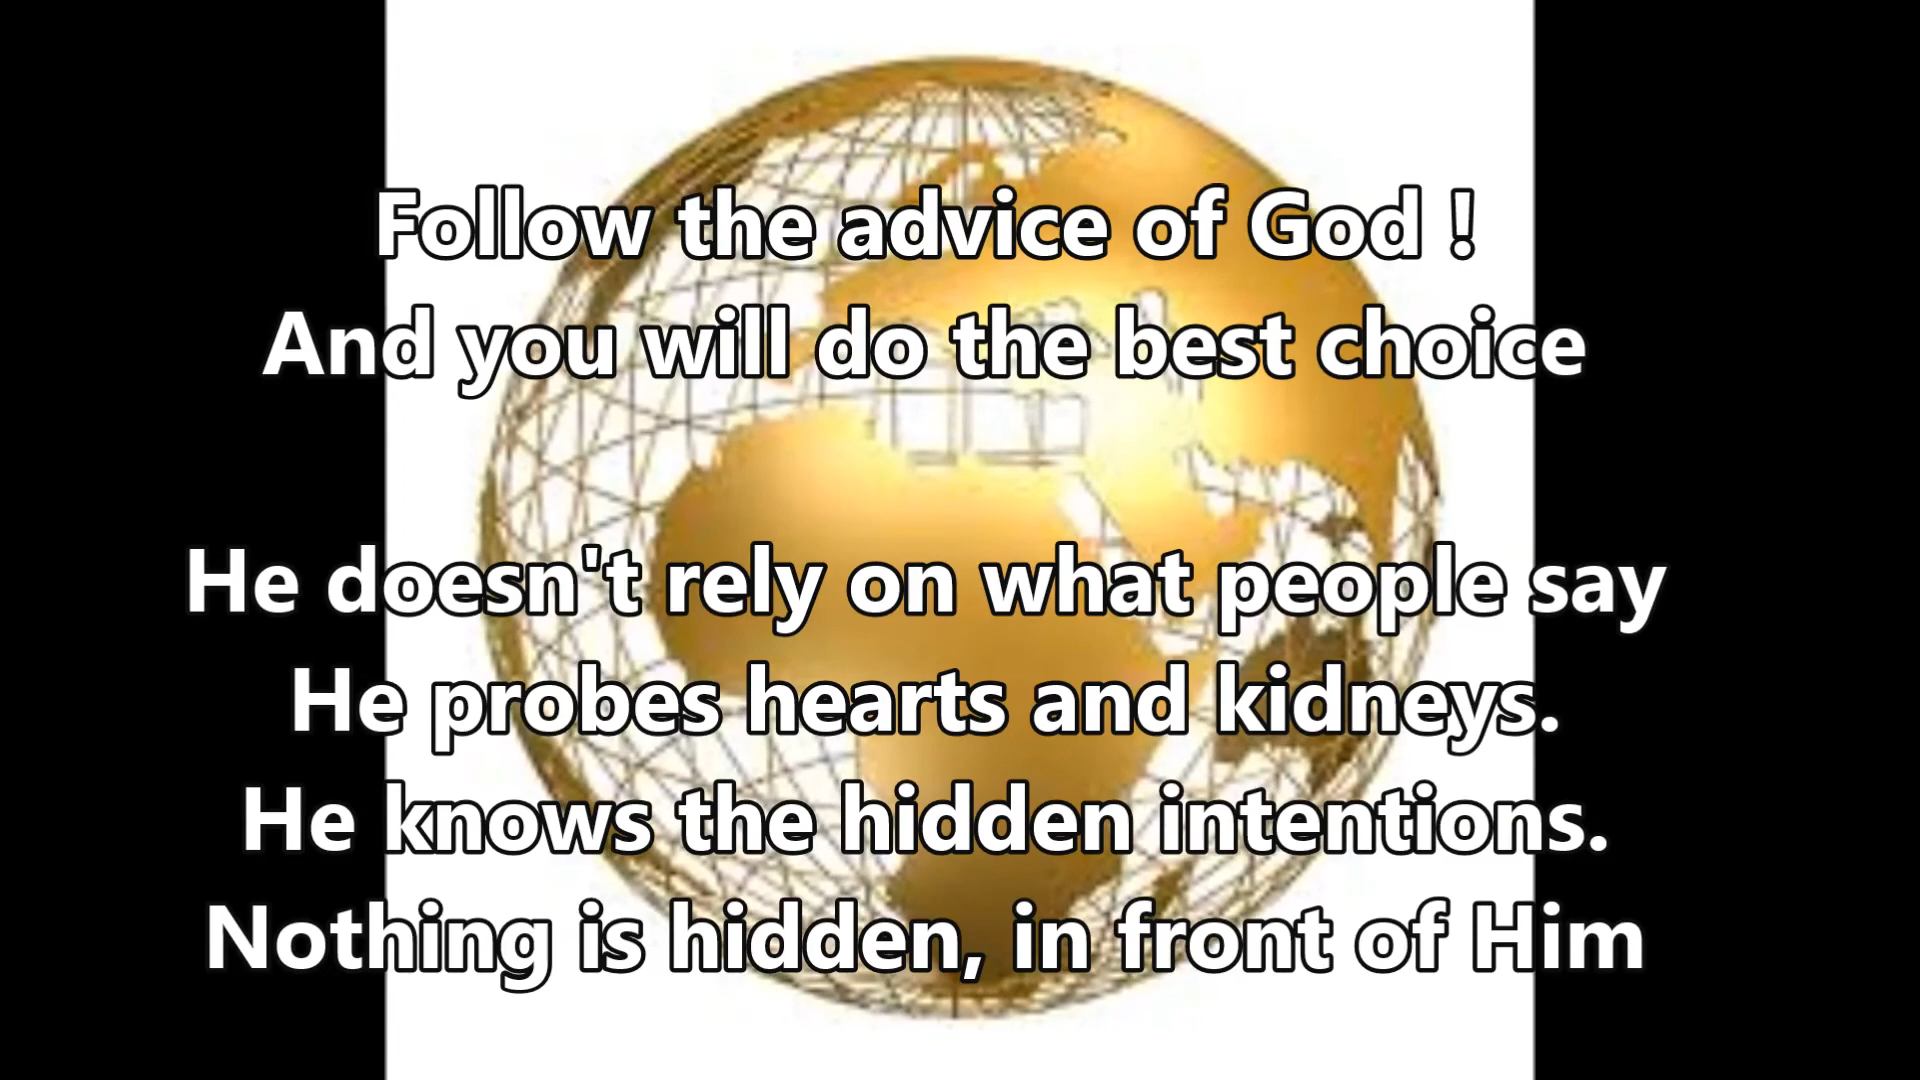 Follow the advice of God !
And you will do the best choice
He doesn't rely on what people say
He probes hearts and kidneys.
He knows the hidden intentions.
Nothing is hidden, in front of Him